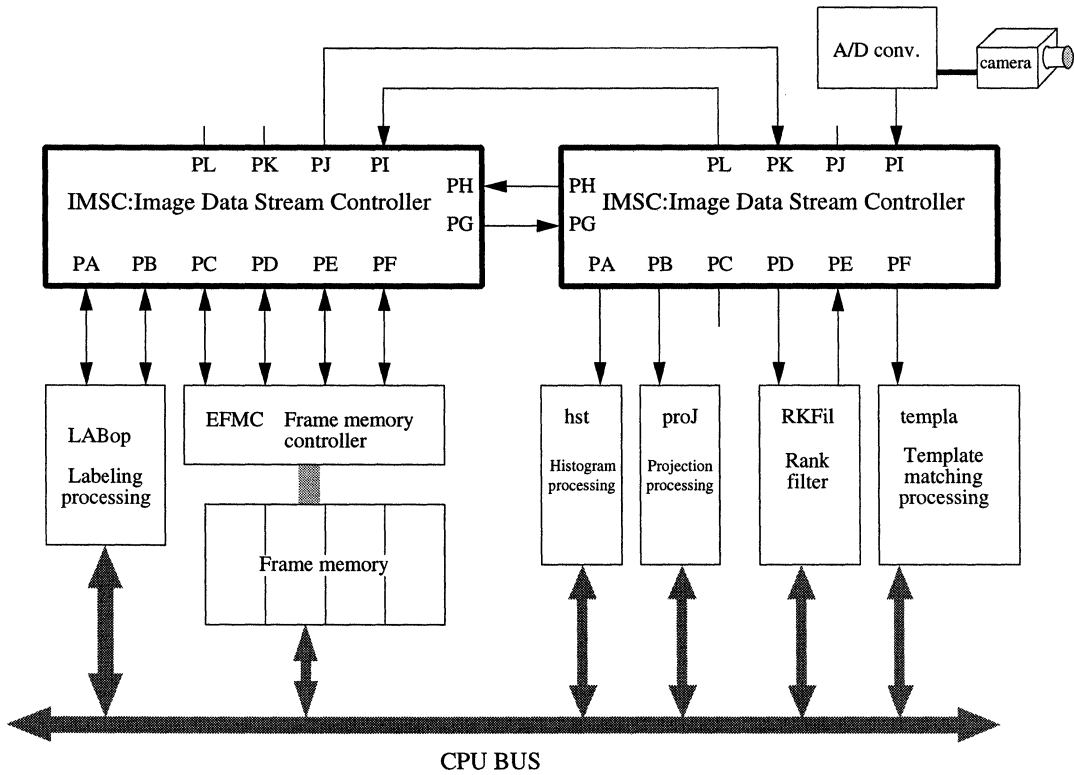 A/D conv.
camera
PL PK PJ PI
PH
IMSC:Image Data Stream Controller
PG
PA PB PC PD PE PF
PL PK PJ PI
PH
IMSC:Image Data Stream Controller
PG
PA PB PC PD PE PF
LABop
Labeling
processing
EFMC Frame memory
controller
Frame memory
hst
Histogram
processing
proJ
Projection
processing
RKFil
Rank
filter
templa
Template
matching
processing
CPU BUS